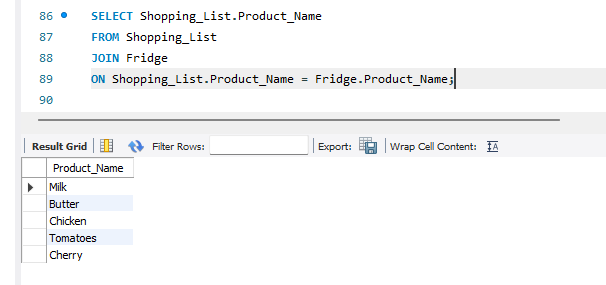 86 SELECT Shopping_List.Product_Name
87 FROM Shopping_List
88 JOIN Fridge
89 ON Shopping_List.Product_Name = Fridge.Product_Name;
90
Result Grid Filter Rows: Export: Wrap Cell Content: IA
Product_Name
Milk
Butter
Chicken
Tomatoes
Cherry